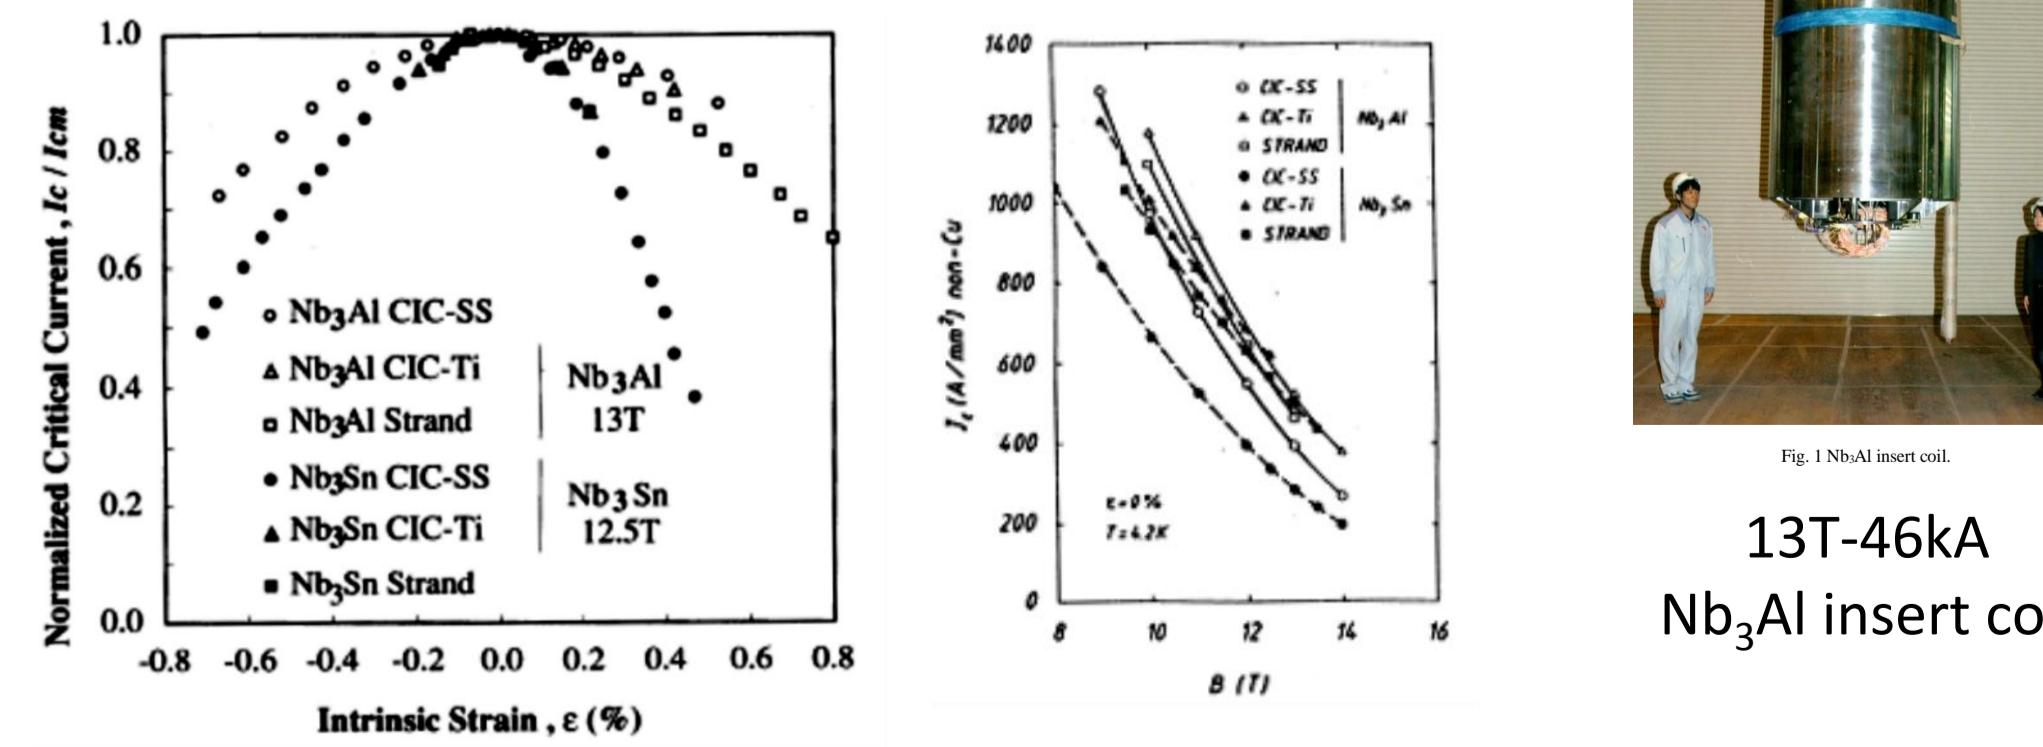 1.0
0.8
0.6
0.4
0.2
0.0
Normalized Critical Current , Ic / Icm
Nb3Al CIC-SS
Nb3Al CIC-Ti
Nb3Al Strand
Nb3Al
13T
Nb3Sn CIC-SS
Nb3Sn CIC-Ti
Nb3Sn Strand
Nb3Sn
12.5T
-0.8 -0.6 -0.4 -0.2 0.0 0.2 0.4 0.6 0.8
Intrinsic Strain , ε (%)
1400
1200
1000
800
600
400
200
0
Jc (A/mm²) non-Cu
CIC-SS
CIC-Ti
STRAND
Nb3Al
CIC-SS
CIC-Ti
STRAND
Nb3Sn
ε=0%
T=4.2K
8 10 12 14 16
B (T)
Fig. 1 Nb3Al insert coil.
13T-46kA
Nb3Al insert co